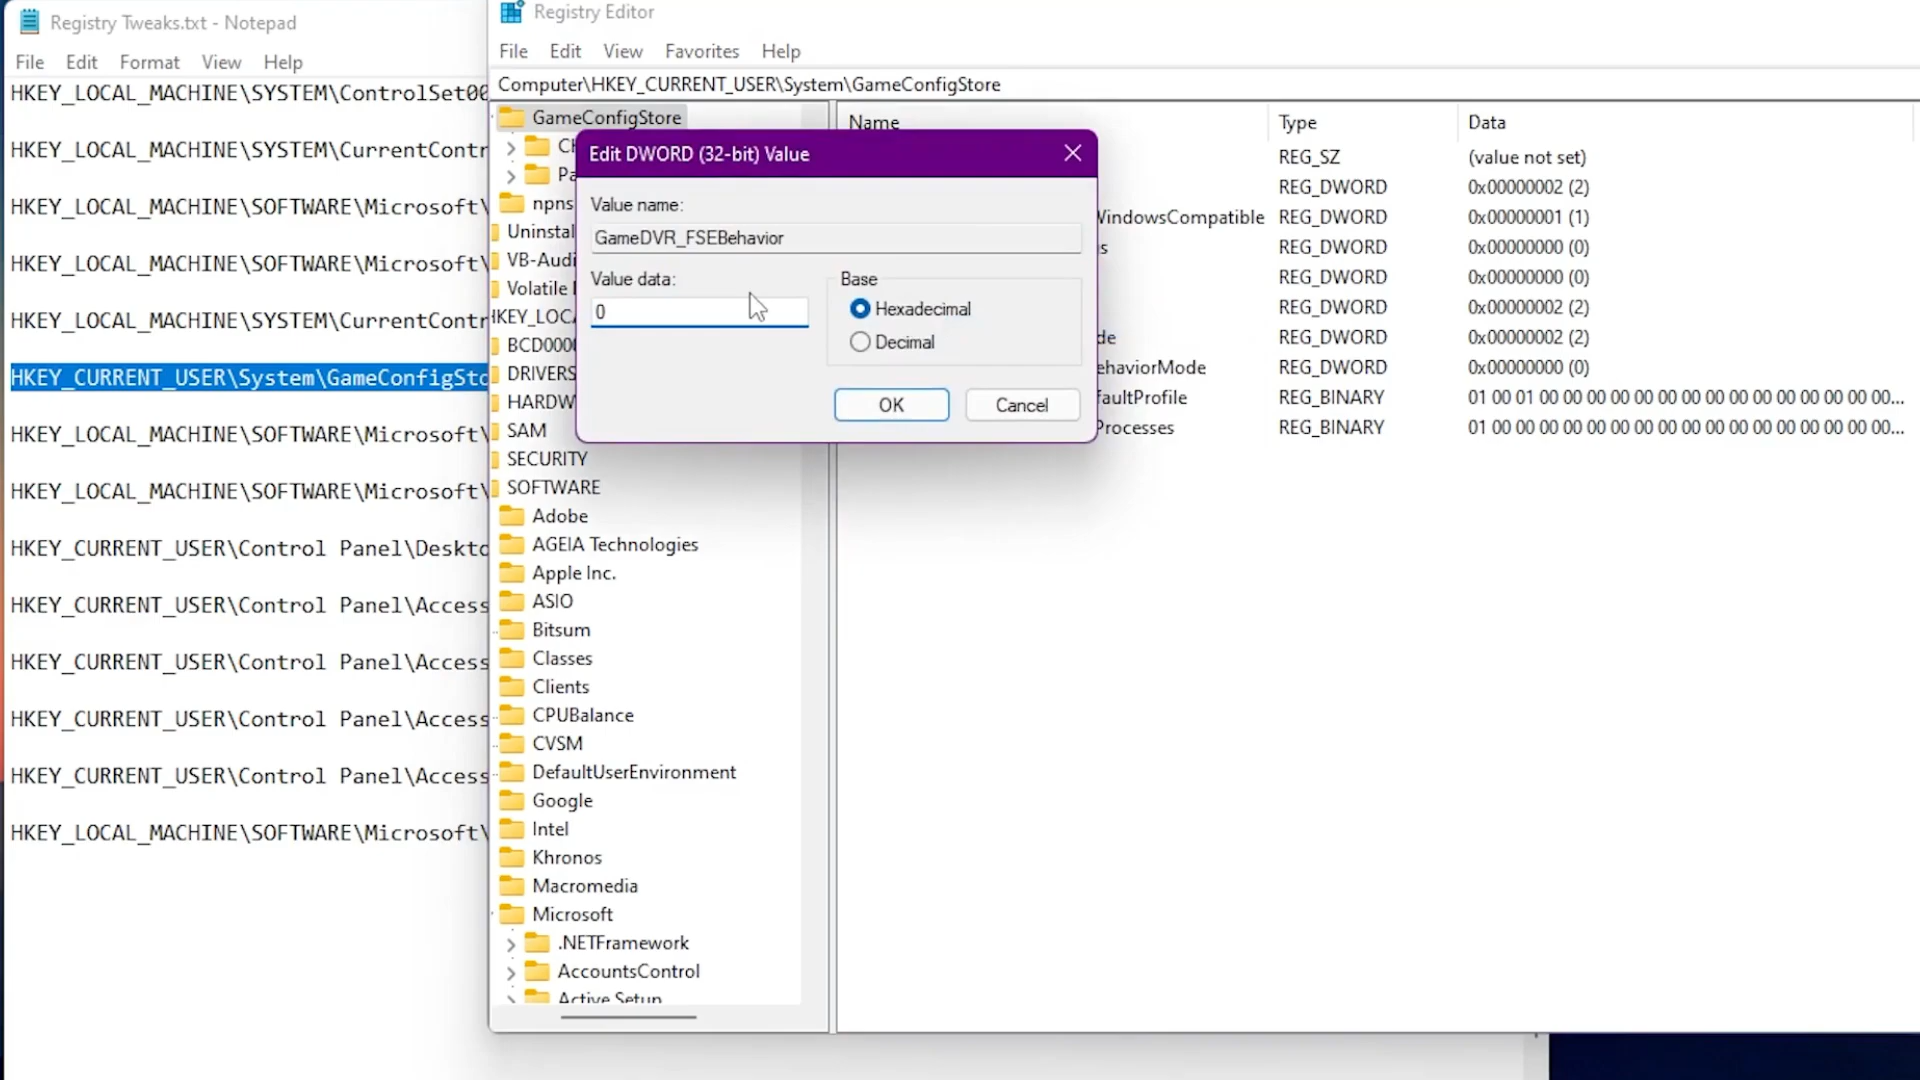 Registry Tweaks.txt - Notepad
File Edit Format View Help
HKEY_LOCAL_MACHINE\SYSTEM\ControlSet00
HKEY_LOCAL_MACHINE\SYSTEM\CurrentContr
HKEY_LOCAL_MACHINE\SOFTWARE\Microsoft\
HKEY_LOCAL_MACHINE\SOFTWARE\Microsoft\
HKEY_LOCAL_MACHINE\SYSTEM\CurrentContr
HKEY_CURRENT_USER\System\GameConfigSto
HKEY_LOCAL_MACHINE\SOFTWARE\Microsoft\
HKEY_LOCAL_MACHINE\SOFTWARE\Microsoft\
HKEY_CURRENT_USER\Control Panel\Deskto
HKEY_CURRENT_USER\Control Panel\Access
HKEY_CURRENT_USER\Control Panel\Access
HKEY_CURRENT_USER\Control Panel\Access
HKEY_CURRENT_USER\Control Panel\Access
HKEY_LOCAL_MACHINE\SOFTWARE\Microsoft\
Registry Editor
File Edit View Favorites Help
Computer\HKEY_CURRENT_USER\System\GameConfigStore
GameConfigStore
Pa
npns
Uninstal
VB-Audi
Volatile
HKEY_LOCA
BCD0000
DRIVERS
HARDW
SAM
SECURITY
SOFTWARE
Adobe
AGEIA Technologies
Apple Inc.
ASIO
Bitsum
Classes
Clients
CPUBalance
CVSM
DefaultUserEnvironment
Google
Intel
Khronos
Macromedia
Microsoft
.NETFramework
AccountsControl
Active Setup
Edit DWORD (32-bit) Value
Value name:
GameDVR_FSEBehavior
Value data:
0
Base
Hexadecimal
Decimal
OK Cancel
Name Type Data
REG_SZ (value not set)
REG_DWORD 0x00000002 (2)
WindowsCompatible REG_DWORD 0x00000001 (1)
s REG_DWORD 0x00000000 (0)
REG_DWORD 0x00000000 (0)
REG_DWORD 0x00000002 (2)
de REG_DWORD 0x00000002 (2)
ehaviorMode REG_DWORD 0x00000000 (0)
faultProfile REG_BINARY 01 00 01 00 00 00 00 00 00 00 00 00 00 00 00 00 00 00...
Processes REG_BINARY 01 00 00 00 00 00 00 00 00 00 00 00 00 00 00 00 00 00...